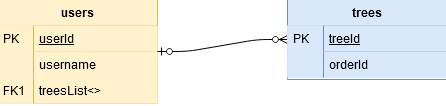 users
PK userId
username
FK1 treesList<>
trees
PK treeId
orderId